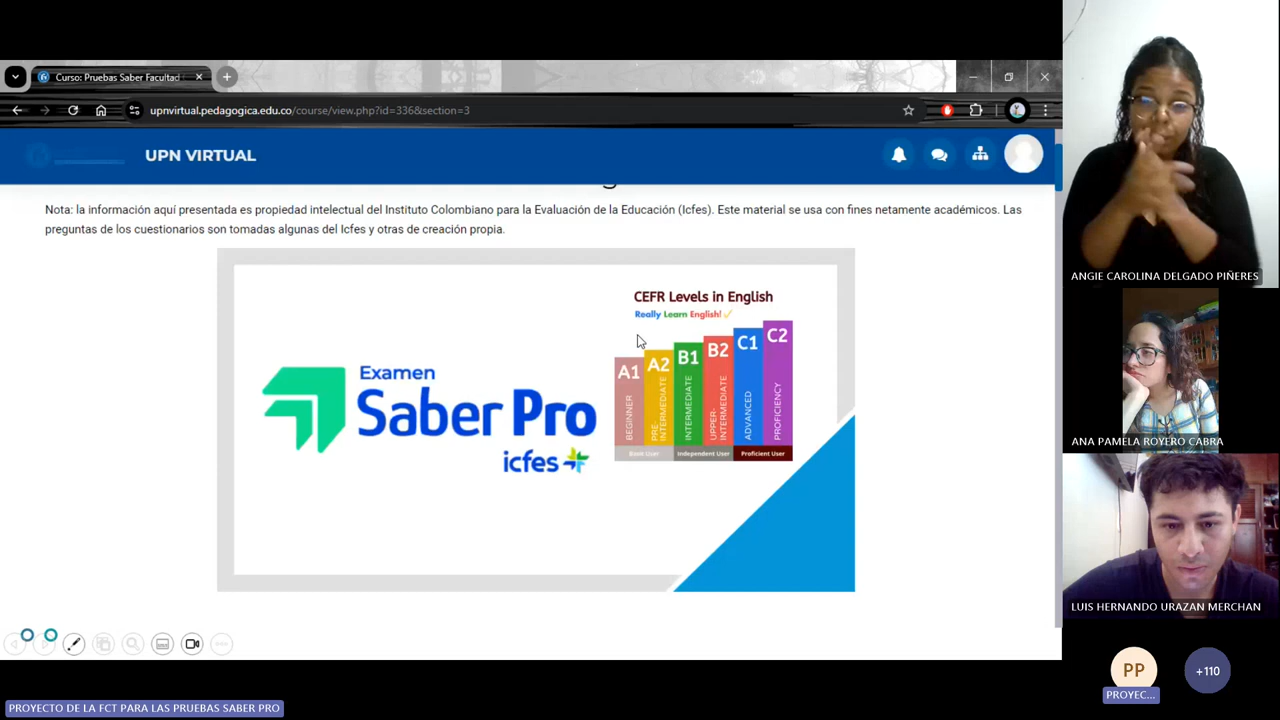 Curso: Pruebas Saber Facultad
upnvirtual.pedagogica.edu.co/course/view.php?id=336&section=3
UPN VIRTUAL
Nota: la información aquí presentada es propiedad intelectual del Instituto Colombiano para la Evaluación de la Educación (Icfes). Este material se usa con fines netamente académicos. Las
preguntas de los cuestionarios son tomadas algunas del Icfes y otras de creación propia.
CEFR Levels in English
Really Learn English!
Examen
Saber Pro
icfes
A1
A2
B1
B2
C1
C2
BEGINNER
PRE-
INTERMEDIATE
INTERMEDIATE
UPPER-
INTERMEDIATE
ADVANCED
PROFICIENCY
Basic User
Independent User
Proficient User
ANGIE CAROLINA DELGADO PIÑERES
ANA PAMELA ROYERO CABRA
LUIS HERNANDO URAZAN MERCHAN
PP
PROYEC...
+110
PROYECTO DE LA FCT PARA LAS PRUEBAS SABER PRO